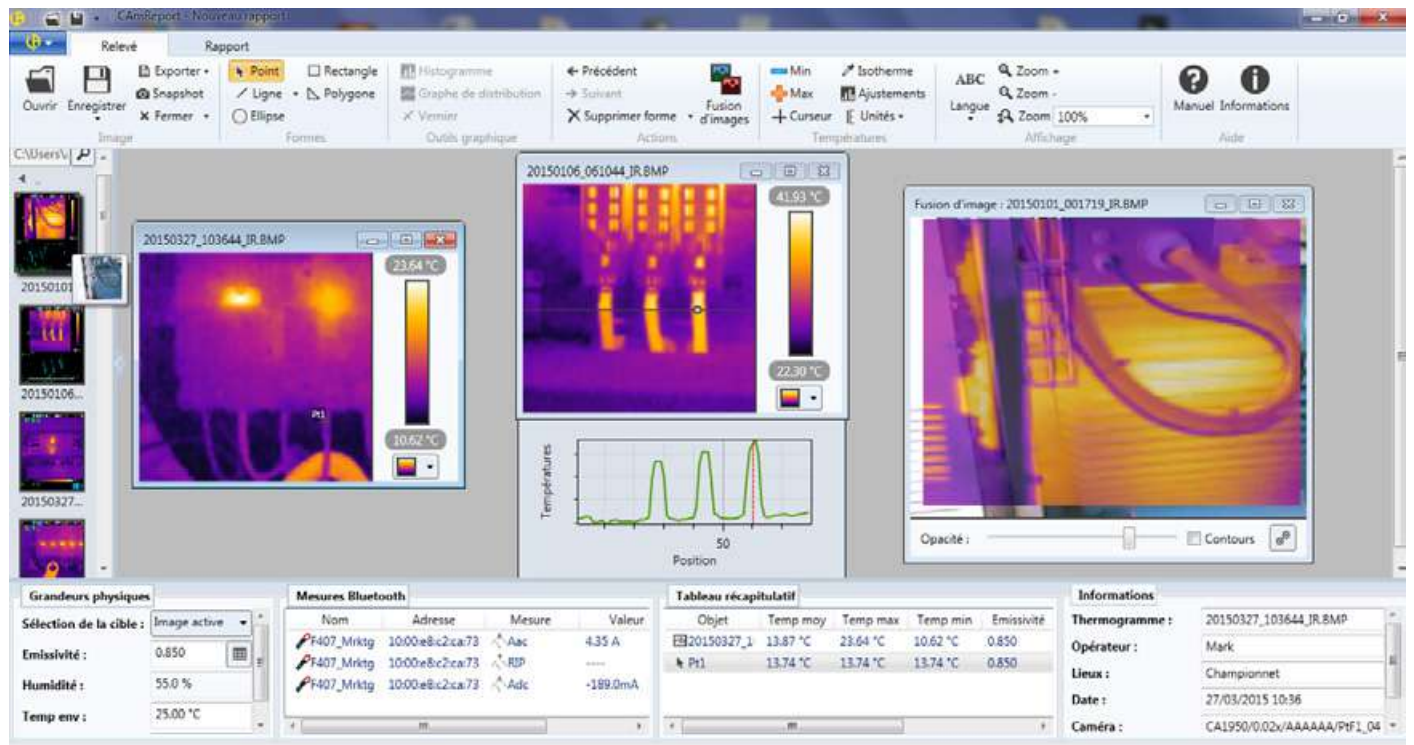 CAmReport - Nouveau rapport
Relevé Rapport
Ouvrir Enregistrer
Exporter
Snapshot
Fermer
Image
Point Rectangle
Ligne Polygone
Ellipse
Formes
Histogramme
Graphe de distribution
Vernier
Outils graphique
Précédent
Suivant
Supprimer forme
Fusion d'images
Actions
Min Isotherme
Max Ajustements
Curseur Unités
Températures
ABC
Langue
Zoom +
Zoom -
Zoom 100%
Affichage
Manuel Informations
Aide
C:\Users\
20150101
20150106...
20150327...
20150327_103644_IR.BMP
23.64 °C
Pt1
10.62 °C
20150106_061044_IR.BMP
41.93 °C
22.30 °C
Températures
50
Position
Fusion d'image : 20150101_001719_IR.BMP
Opacité :
Contours
Grandeurs physiques
Sélection de la cible : Image active
Emissivité : 0.850
Humidité : 55.0 %
Temp env : 25.00 °C
Mesures Bluetooth
Nom Adresse Mesure Valeur
F407_Mrktg 10:00:e8:c2:ca:73 Aac 4.35 A
F407_Mrktg 10:00:e8:c2:ca:73 RIP ----
F407_Mrktg 10:00:e8:c2:ca:73 Adc -189.0mA
Tableau récapitulatif
Objet Temp moy Temp max Temp min Emissivité
20150327_1 13.87 °C 23.64 °C 10.62 °C 0.850
Pt1 13.74 °C 13.74 °C 13.74 °C 0.850
Informations
Thermogramme : 20150327_103644_IR.BMP
Opérateur : Mark
Lieux : Championnet
Date : 27/03/2015 10:36
Caméra : CA1950/0.02x/AAAAAA/PtF1_04